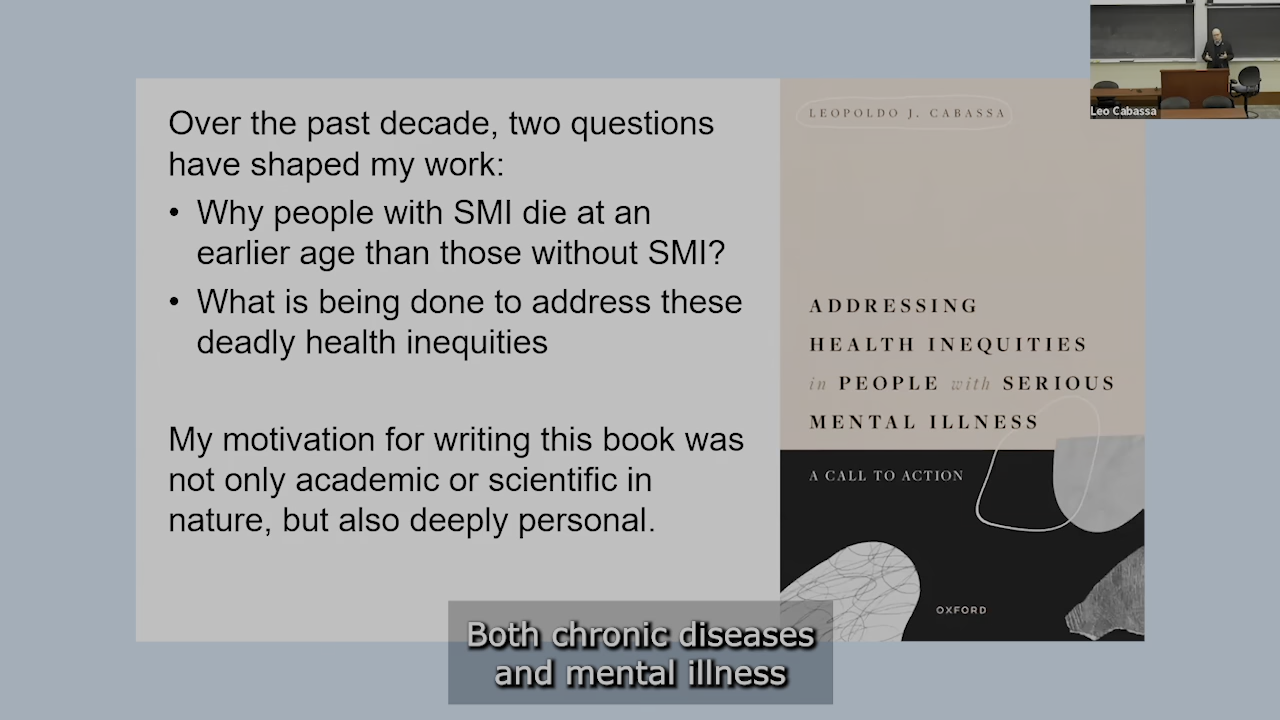 Over the past decade, two questions
have shaped my work:
• Why people with SMI die at an
earlier age than those without SMI?
• What is being done to address these
deadly health inequities
My motivation for writing this book was
not only academic or scientific in
nature, but also deeply personal.
LEOPOLDO J. CABASSA
ADDRESSING
HEALTH INEQUITIES
in PEOPLE with SERIOUS
MENTAL ILLNESS
A CALL TO ACTION
OXFORD
Leo Cabassa
Both chronic diseases
and mental illness